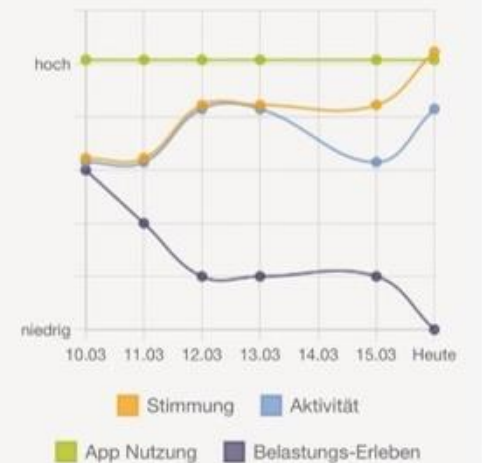 hoch
niedrig
10.03 11.03 12.03 13.03 14.03 15.03 Heute
Stimmung Aktivität
App Nutzung Belastungs-Erleben